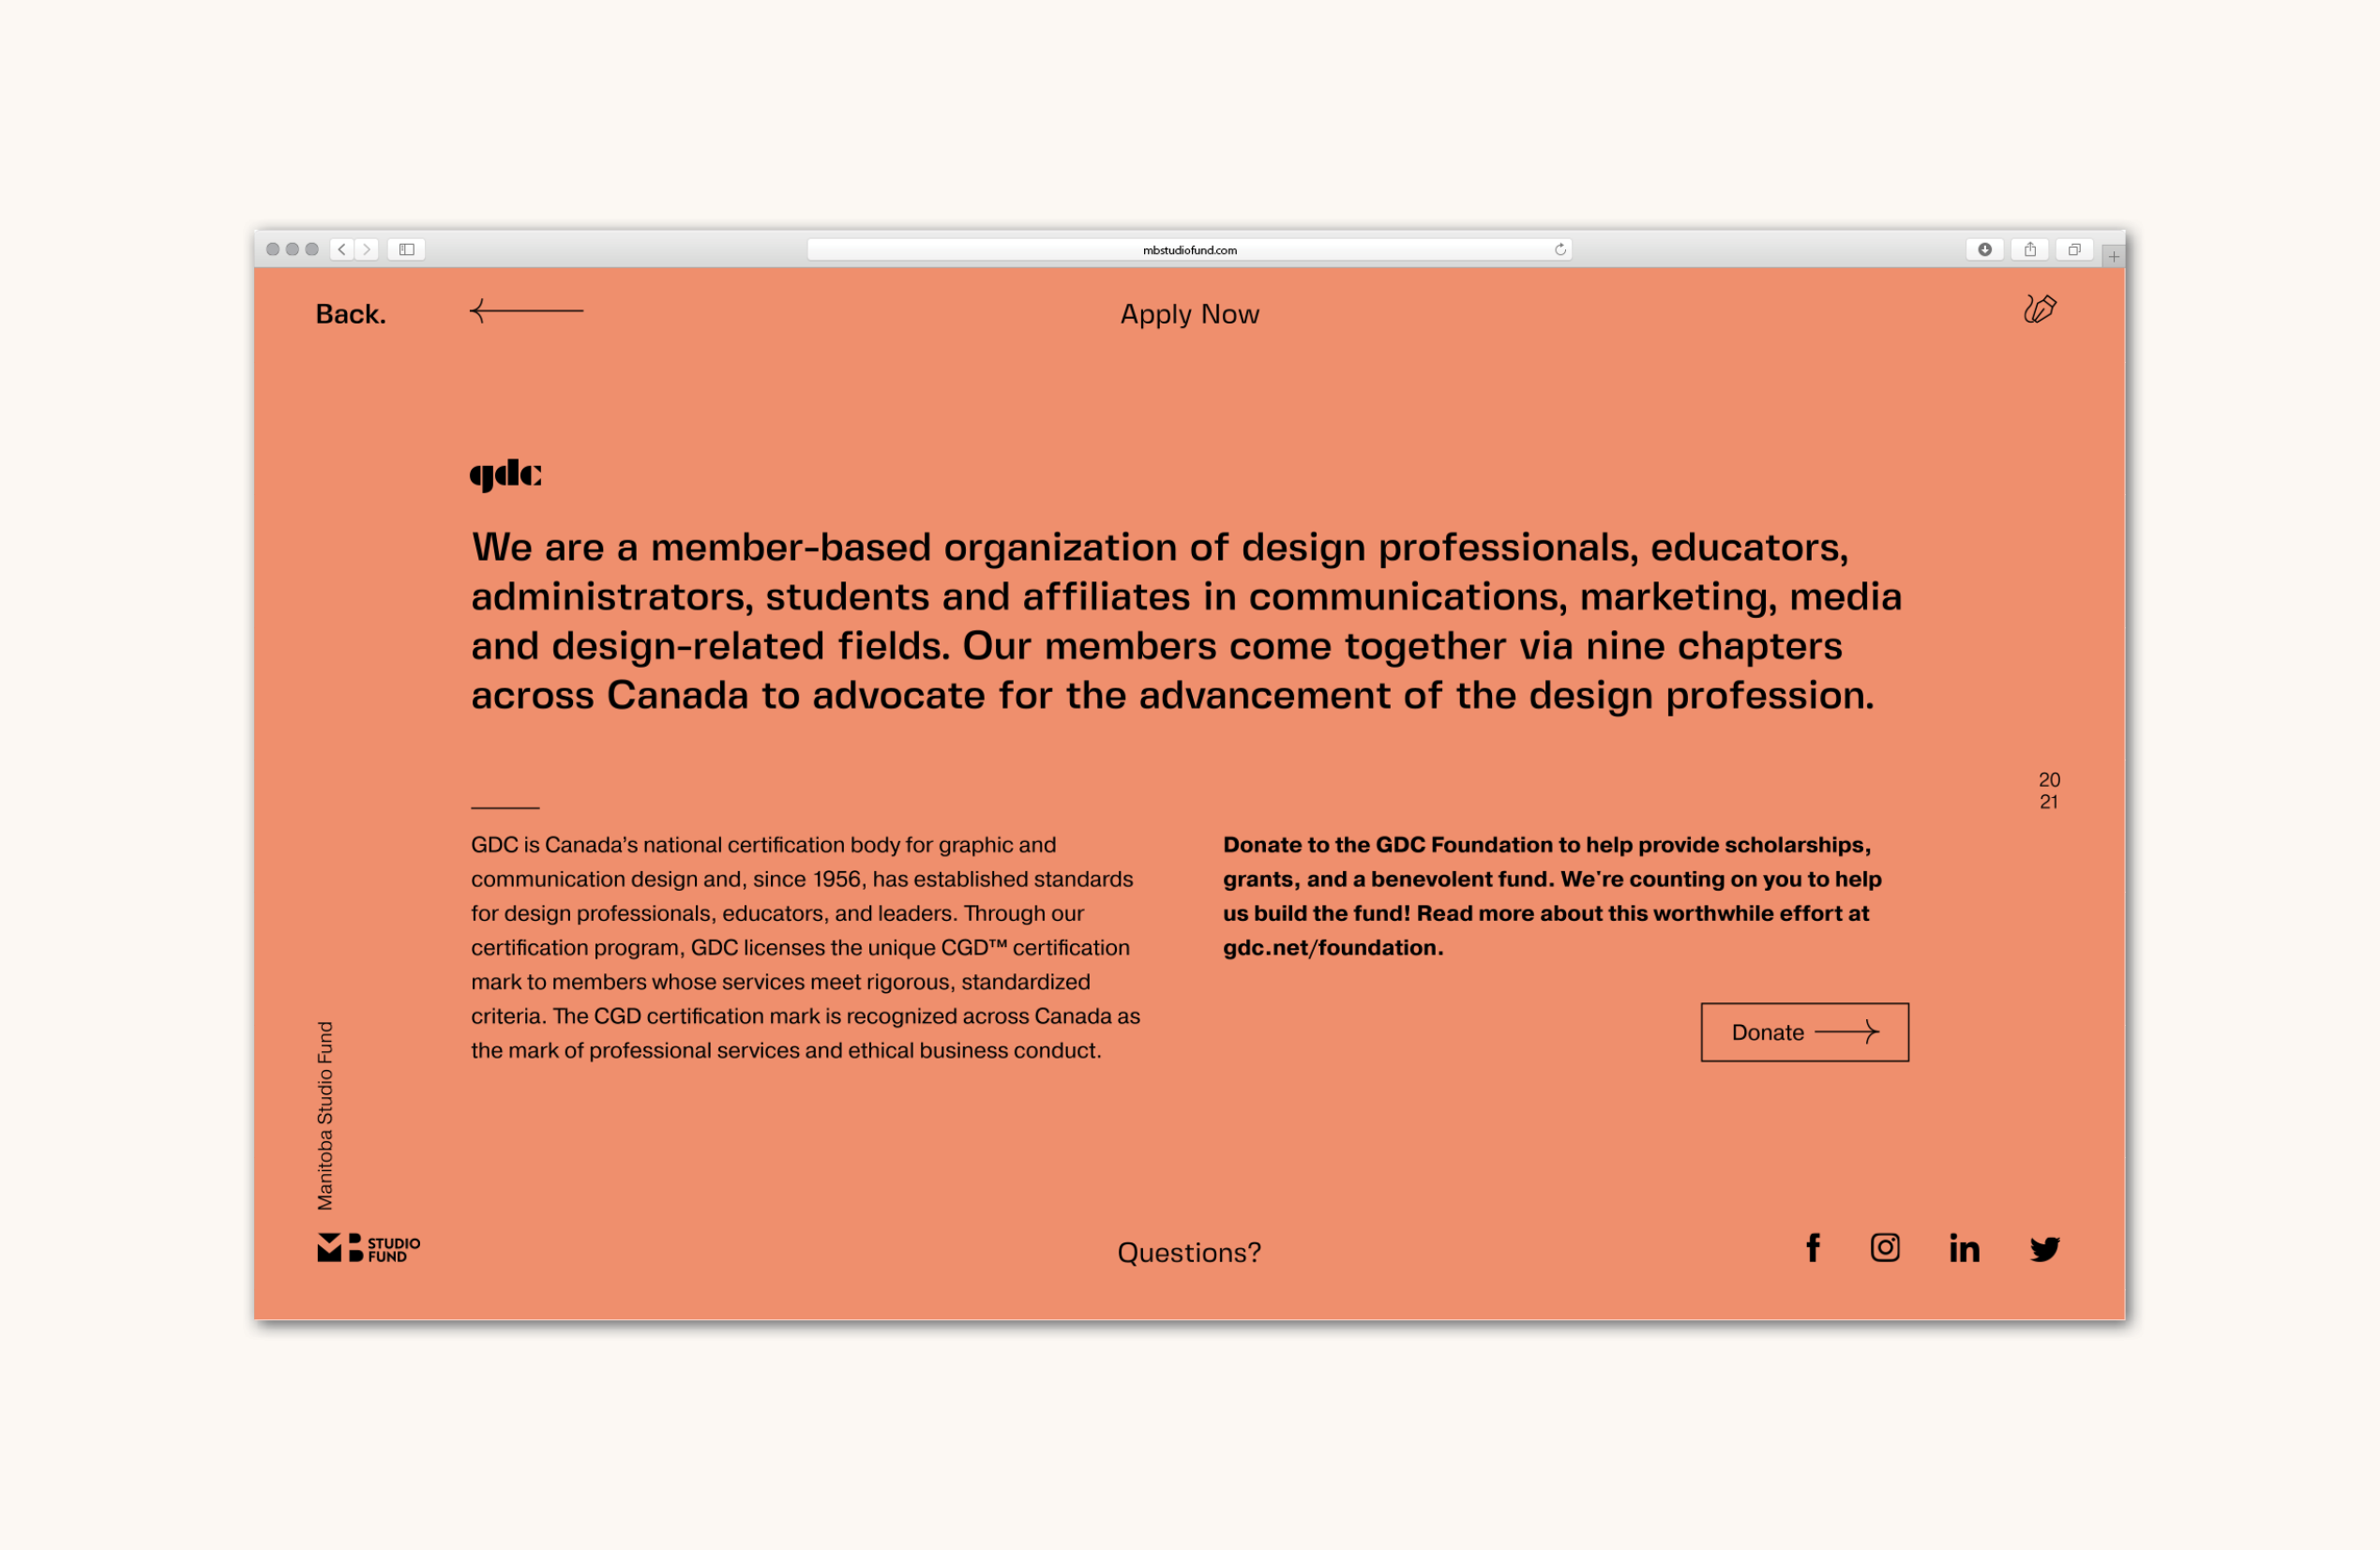 mbstudiofund.com
Back.
Apply Now
gdc
We are a member-based organization of design professionals, educators,
administrators, students and affiliates in communications, marketing, media
and design-related fields. Our members come together via nine chapters
across Canada to advocate for the advancement of the design profession.
20
21
GDC is Canada’s national certification body for graphic and
communication design and, since 1956, has established standards
for design professionals, educators, and leaders. Through our
certification program, GDC licenses the unique CGD™ certification
mark to members whose services meet rigorous, standardized
criteria. The CGD certification mark is recognized across Canada as
the mark of professional services and ethical business conduct.
Donate to the GDC Foundation to help provide scholarships,
grants, and a benevolent fund. We’re counting on you to help
us build the fund! Read more about this worthwhile effort at
gdc.net/foundation.
Donate
Manitoba Studio Fund
MB STUDIO
FUND
Questions?